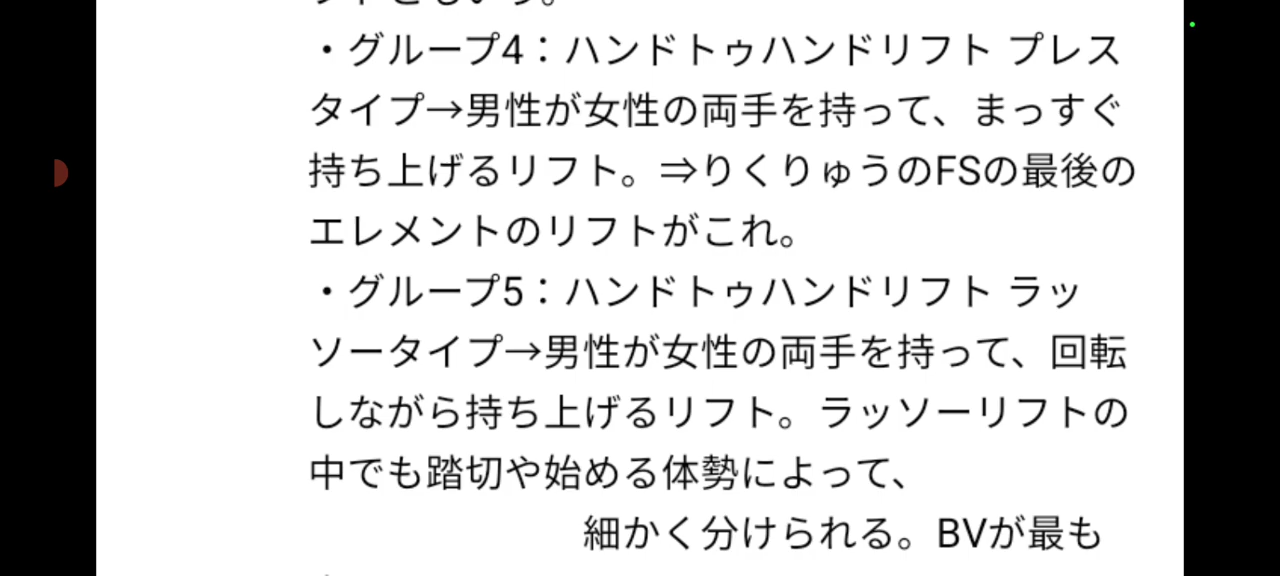 ・グループ4：ハンドトゥハンドリフト プレス
タイプ→男性が女性の両手を持って、まっすぐ
持ち上げるリフト。⇒りくりゅうのFSの最後の
エレメントのリフトがこれ。
・グループ5：ハンドトゥハンドリフト ラッ
ソータイプ→男性が女性の両手を持って、回転
しながら持ち上げるリフト。ラッソーリフトの
中でも踏切や始める体勢によって、
細かく分けられる。BVが最も